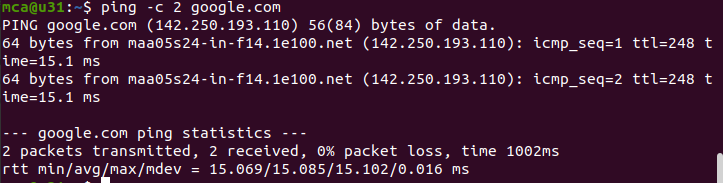 mca@u31:~$ ping -c 2 google.com
PING google.com (142.250.193.110) 56(84) bytes of data.
64 bytes from maa05s24-in-f14.1e100.net (142.250.193.110): icmp_seq=1 ttl=248 t
ime=15.1 ms
64 bytes from maa05s24-in-f14.1e100.net (142.250.193.110): icmp_seq=2 ttl=248 t
ime=15.1 ms

--- google.com ping statistics ---
2 packets transmitted, 2 received, 0% packet loss, time 1002ms
rtt min/avg/max/mdev = 15.069/15.085/15.102/0.016 ms
mca@u31:~$